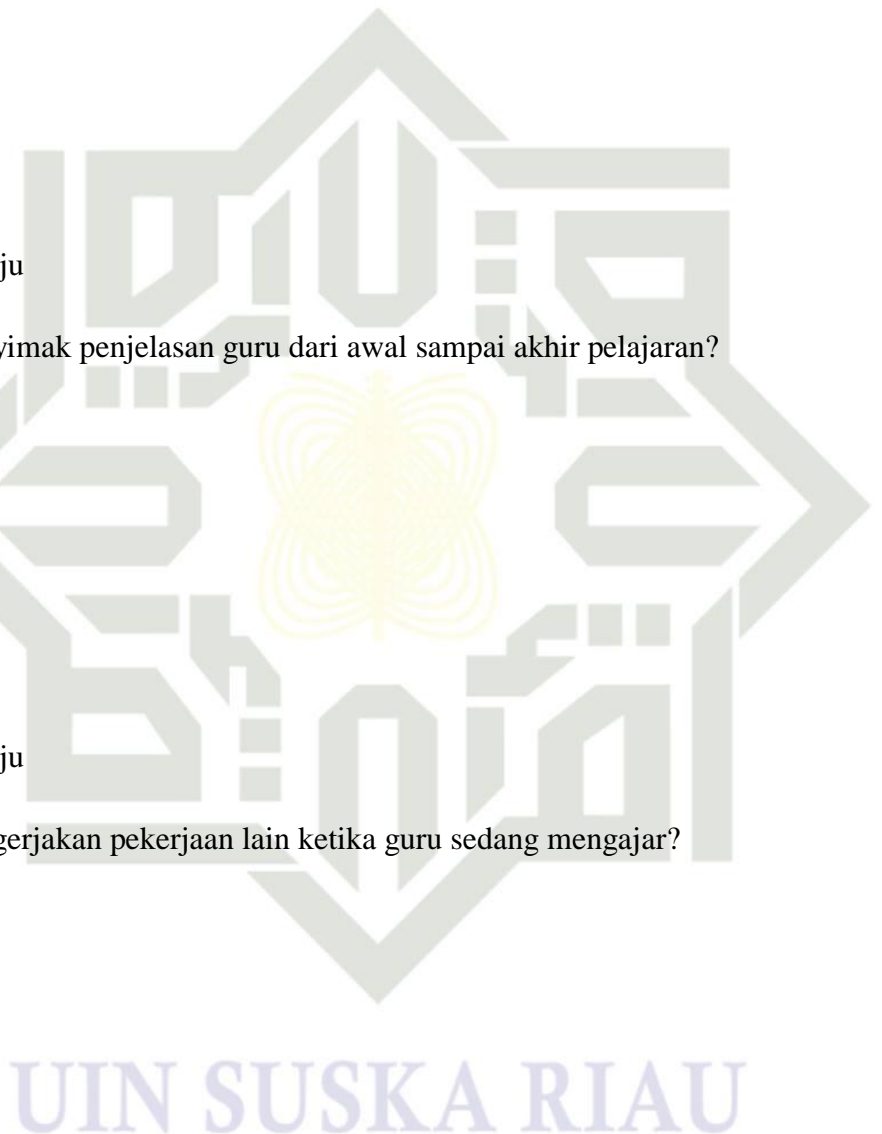 ju
yimak penjelasan guru dari awal sampai akhir pelajaran?
ju
gerjakan pekerjaan lain ketika guru sedang mengajar?
UIN SUSKA RIAU